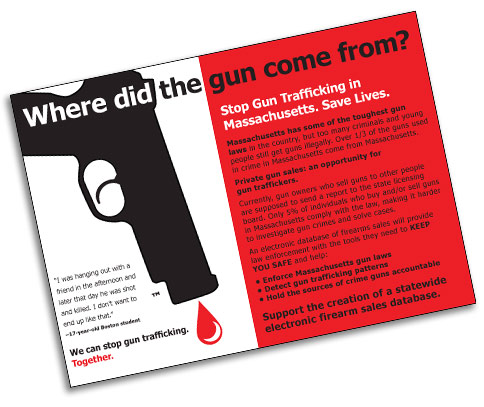 Where did the gun come from?
Stop Gun Trafficking in
Massachusetts. Save Lives.
Massachusetts has some of the toughest gun
laws in the country, but too many criminals and young
people still get guns illegally. Over 1/3 of the guns used
in crime in Massachusetts come from Massachusetts.
Private gun sales: an opportunity for
gun traffickers.
Currently, gun owners who sell guns to other people
are supposed to send a report to the state licensing
board. Only 5% of individuals who buy and/or sell guns
in Massachusetts comply with the law, making it harder
to investigate gun crimes and solve cases.
An electronic database of firearms sales will provide
law enforcement with the tools they need to KEEP
YOU SAFE and help:
• Enforce Massachusetts gun laws
• Detect gun trafficking patterns
• Hold the sources of crime guns accountable
Support the creation of a statewide
electronic firearm sales database.
"I was hanging out with a
friend in the afternoon and
later that day he was shot
and killed. I don't want to
end up like that."
–17-year-old Boston student
TM
We can stop gun trafficking.
Together.